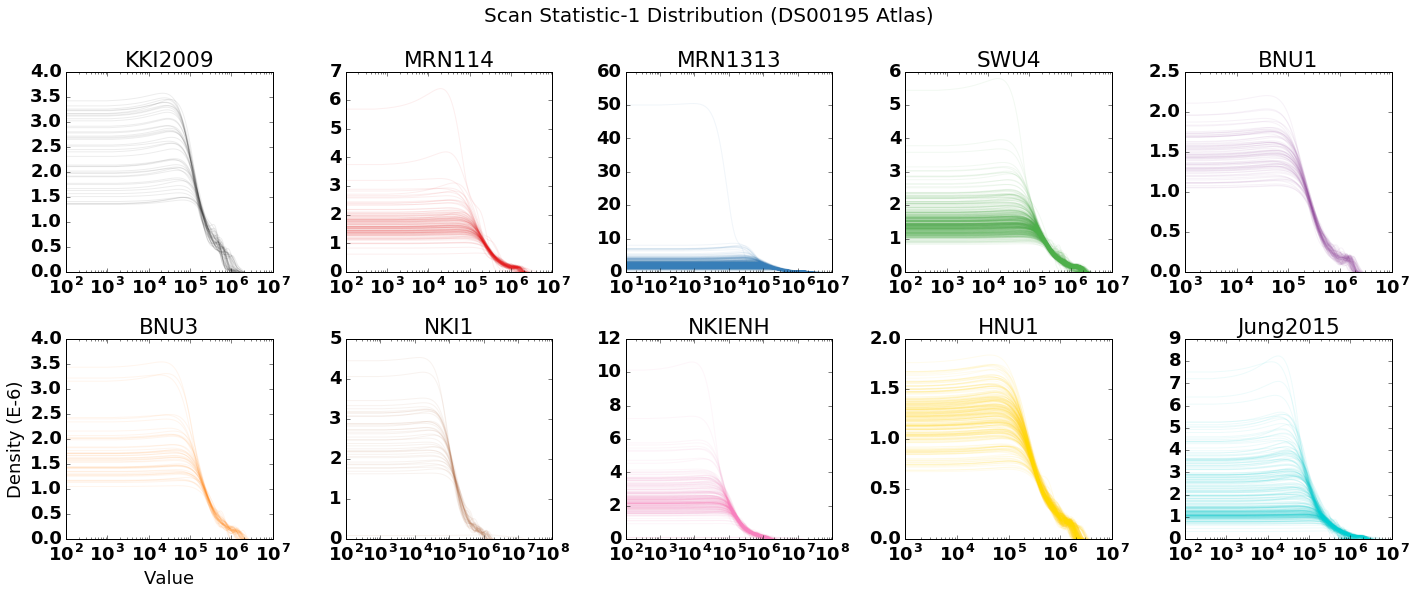 Scan Statistic-1 Distribution (DS00195 Atlas)
KKI2009 MRN114 MRN1313 SWU4 BNU1
4.0 3.5 3.0 2.5 2.0 1.5 1.0 0.5 0.0
10^2 10^3 10^4 10^5 10^6 10^7
7 6 5 4 3 2 1 0
10^2 10^3 10^4 10^5 10^6 10^7
60 50 40 30 20 10 0
10^1 10^2 10^3 10^4 10^5 10^6 10^7
6 5 4 3 2 1 0
10^2 10^3 10^4 10^5 10^6 10^7
2.5 2.0 1.5 1.0 0.5 0.0
10^3 10^4 10^5 10^6 10^7
BNU3 NKI1 NKIENH HNU1 Jung2015
Density (E-6)
4.0 3.5 3.0 2.5 2.0 1.5 1.0 0.5 0.0
10^2 10^3 10^4 10^5 10^6 10^7
Value
5 4 3 2 1 0
10^2 10^3 10^4 10^5 10^6 10^7 10^8
12 10 8 6 4 2 0
10^2 10^3 10^4 10^5 10^6 10^7 10^8
2.0 1.5 1.0 0.5 0.0
10^3 10^4 10^5 10^6 10^7
9 8 7 6 5 4 3 2 1 0
10^2 10^3 10^4 10^5 10^6 10^7